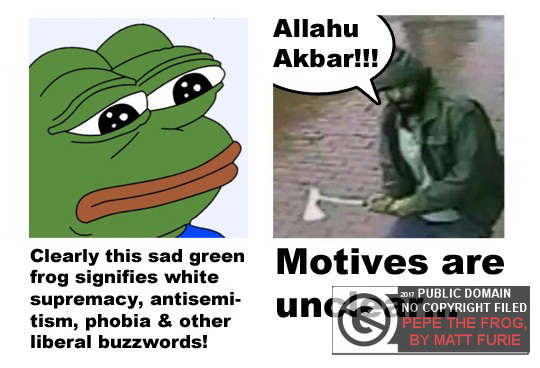 Allahu
Akbar!!!
Clearly this sad green
frog signifies white
supremacy, antisemi-
tism, phobia & other
liberal buzzwords!
Motives are
unclear...
2017 PUBLIC DOMAIN
NO COPYRIGHT FILED
PEPE THE FROG,
BY MATT FURIE